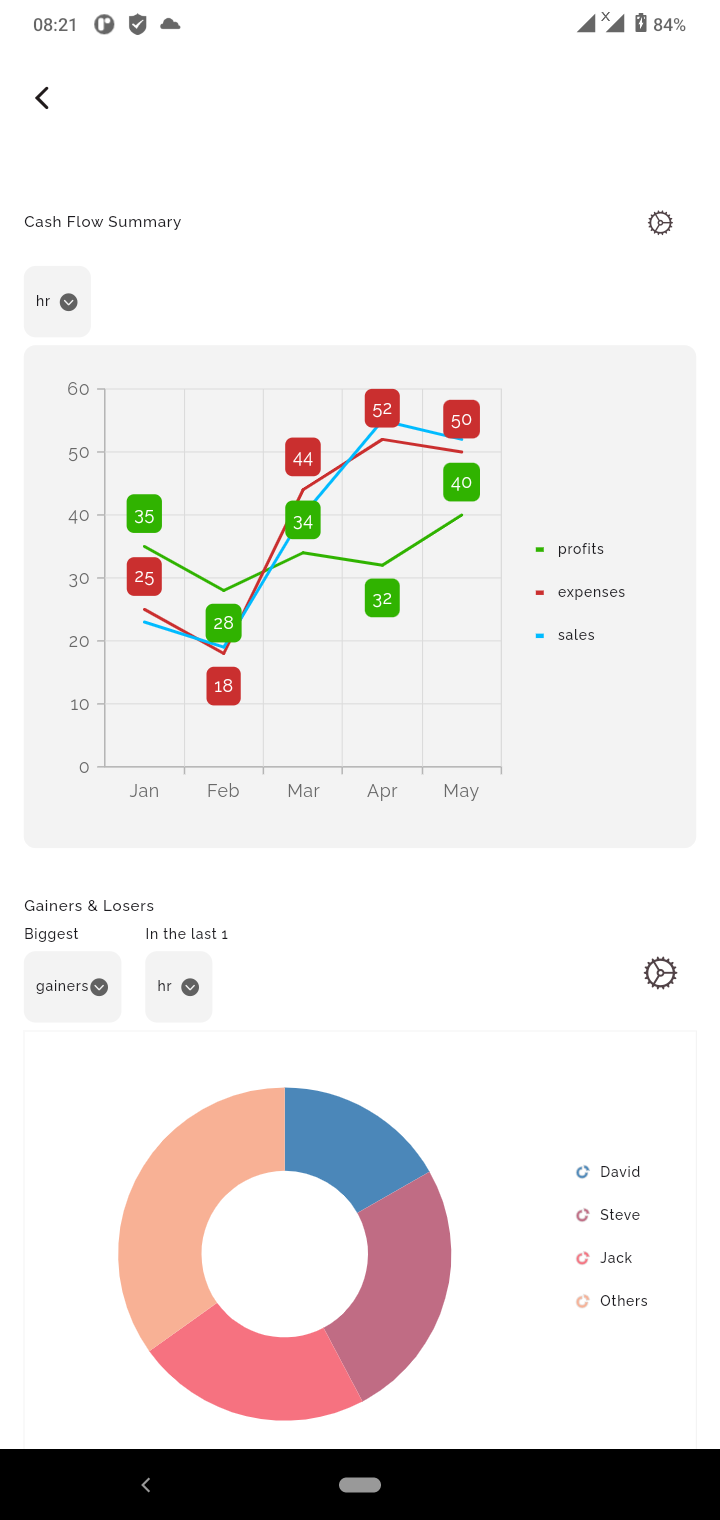 08:21
X
84%
Cash Flow Summary
hr
60
50
40
30
20
10
0
35
25
28
18
44
34
52
32
50
40
Jan Feb Mar Apr May
profits
expenses
sales
Gainers & Losers
Biggest In the last 1
gainers hr
David
Steve
Jack
Others